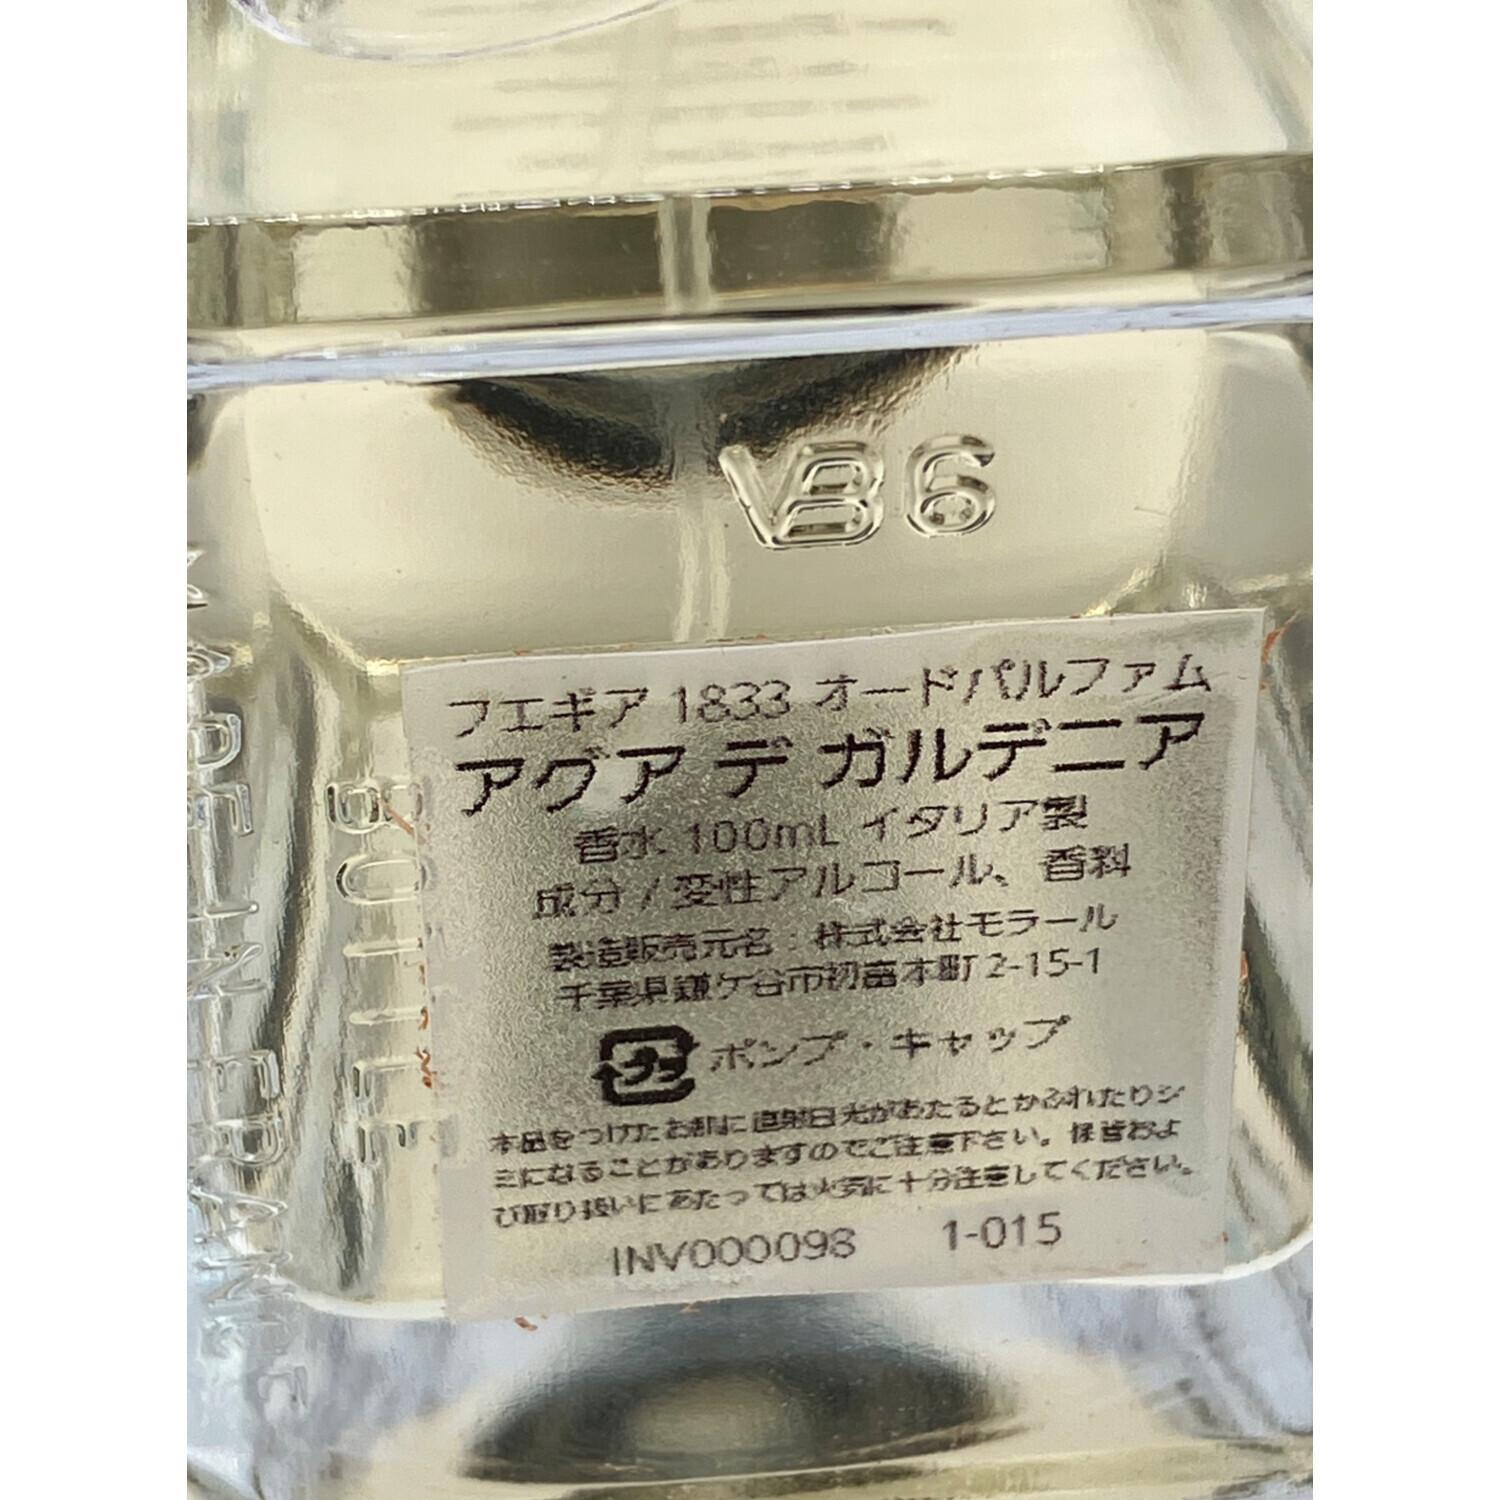 VB6
フエギア 1833 オードパルファム
アグア デ ガルデニア
香水 100mL イタリア製
成分 / 変性アルコール、香料
製造販売元名：株式会社モラール
千葉県鎌ケ谷市初富本町 2-15-1
プラ ポンプ・キャップ
本品をつけたお肌に直射日光があたるとかぶれたりシ
ミになることがありますのでご注意下さい。保管およ
び取り扱いにあたっては火気に十分注意してください。
INV000098 1-015